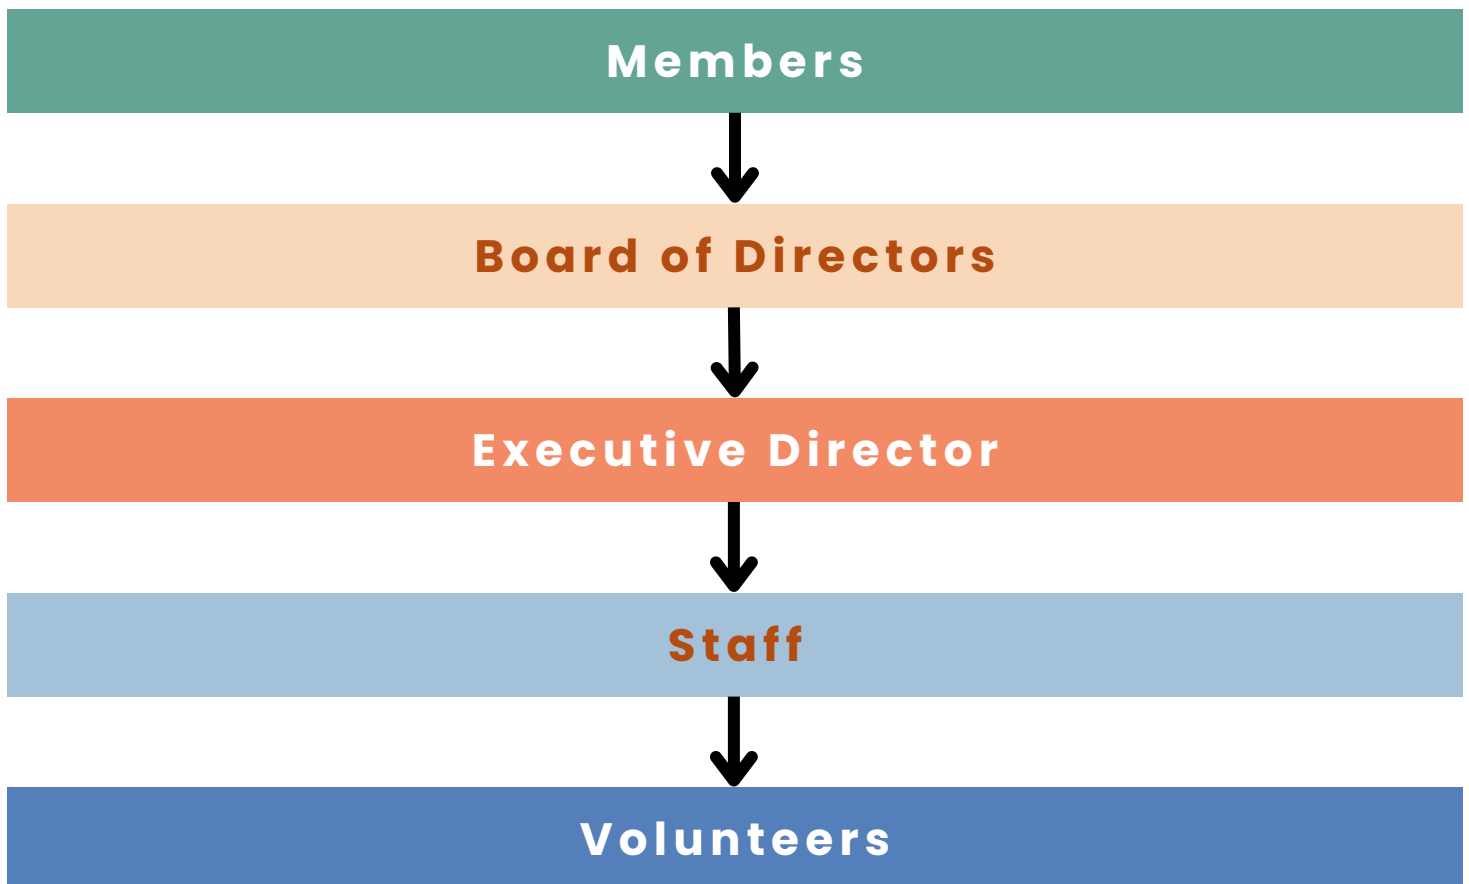 Members
Board of Directors
Executive Director
Staff
Volunteers